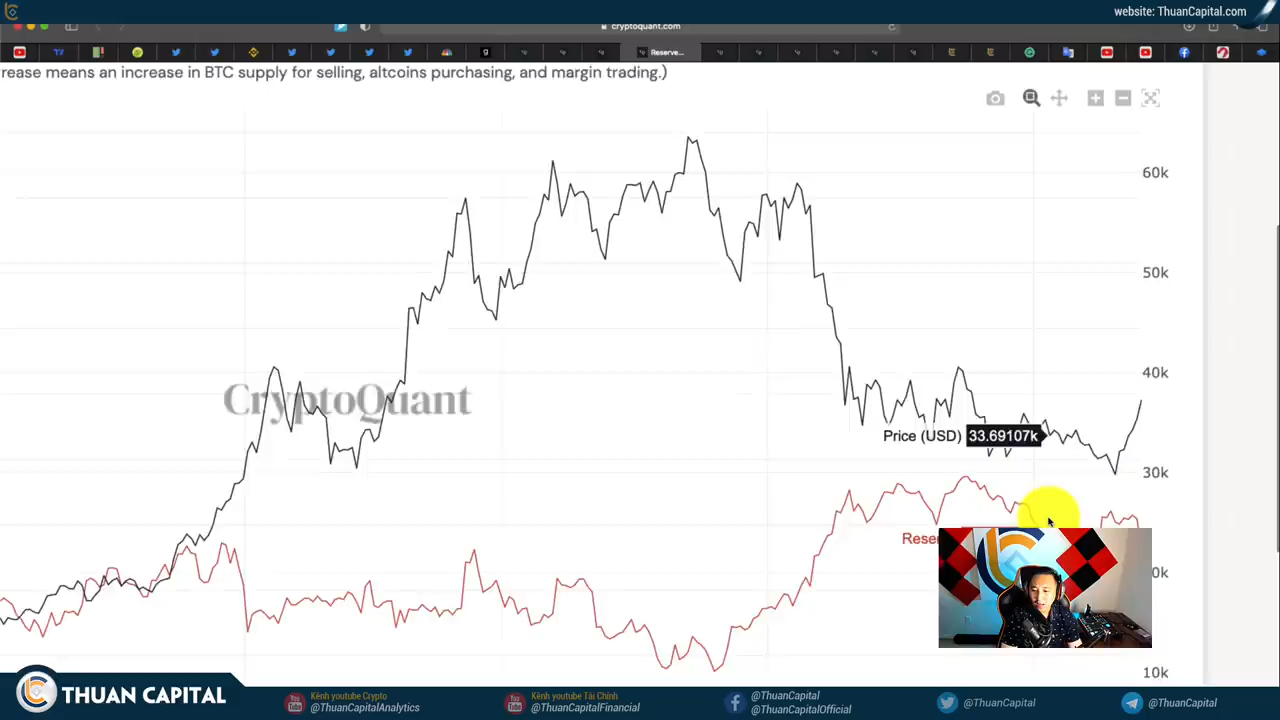 website: ThuanCapital.com
cryptoquant.com
Reserve...
rease means an increase in BTC supply for selling, altcoins purchasing, and margin trading.)
60k
50k
40k
CryptoQuant
Price (USD) 33.69107k
30k
Reser
0k
10k
THUAN CAPITAL
Kênh youtube Crypto
@ThuanCapitalAnalytics
Kênh youtube Tài Chính
@ThuanCapitalFinancial
@ThuanCapital
@ThuanCapitalOfficial
@ThuanCapital
@ThuanCapital